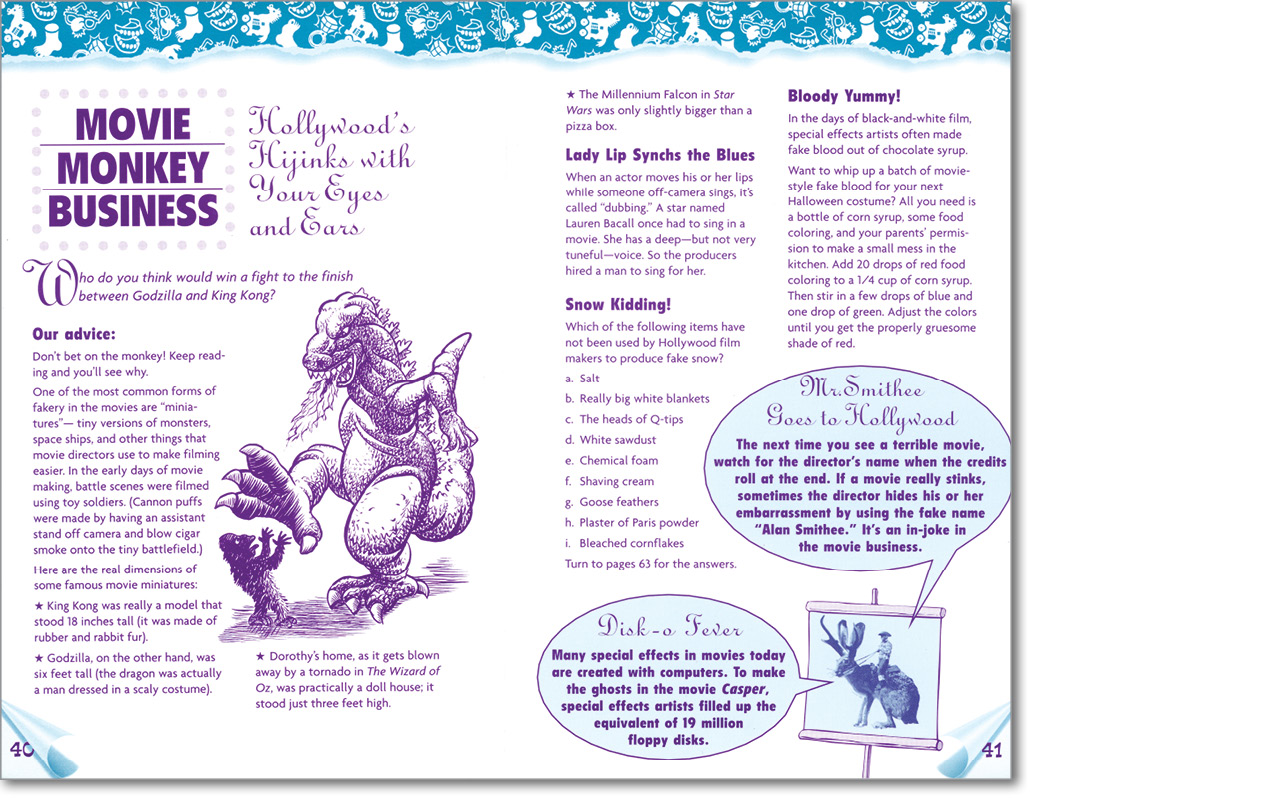 MOVIE
MONKEY
BUSINESS
Hollywood's
Hijinks with
Your Eyes
and Ears
Who do you think would win a fight to the finish
between Godzilla and King Kong?
Our advice:
Don't bet on the monkey! Keep read-
ing and you'll see why.
One of the most common forms of
fakery in the movies are “minia-
tures”— tiny versions of monsters,
space ships, and other things that
movie directors use to make filming
easier. In the early days of movie
making, battle scenes were filmed
using toy soldiers. (Cannon puffs
were made by having an assistant
stand off camera and blow cigar
smoke onto the tiny battlefield.)
Here are the real dimensions of
some famous movie miniatures:
★ King Kong was really a model that
stood 18 inches tall (it was made of
rubber and rabbit fur).
★ Godzilla, on the other hand, was
six feet tall (the dragon was actually
a man dressed in a scaly costume).
★ Dorothy's home, as it gets blown
away by a tornado in The Wizard of
Oz, was practically a doll house; it
stood just three feet high.
40
★ The Millennium Falcon in Star
Wars was only slightly bigger than a
pizza box.
Lady Lip Synchs the Blues
When an actor moves his or her lips
while someone off-camera sings, it's
called “dubbing.” A star named
Lauren Bacall once had to sing in a
movie. She has a deep—but not very
tuneful—voice. So the producers
hired a man to sing for her.
Snow Kidding!
Which of the following items have
not been used by Hollywood film
makers to produce fake snow?
a. Salt
b. Really big white blankets
c. The heads of Q-tips
d. White sawdust
e. Chemical foam
f. Shaving cream
g. Goose feathers
h. Plaster of Paris powder
i. Bleached cornflakes
Turn to pages 63 for the answers.
Bloody Yummy!
In the days of black-and-white film,
special effects artists often made
fake blood out of chocolate syrup.
Want to whip up a batch of movie-
style fake blood for your next
Halloween costume? All you need is
a bottle of corn syrup, some food
coloring, and your parents' permis-
sion to make a small mess in the
kitchen. Add 20 drops of red food
coloring to a 1/4 cup of corn syrup.
Then stir in a few drops of blue and
one drop of green. Adjust the colors
until you get the properly gruesome
shade of red.
Mr. Smithee
Goes to Hollywood
The next time you see a terrible movie,
watch for the director's name when the credits
roll at the end. If a movie really stinks,
sometimes the director hides his or her
embarrassment by using the fake name
“Alan Smithee.” It's an in-joke in
the movie business.
Disk-o Fever
Many special effects in movies today
are created with computers. To make
the ghosts in the movie Casper,
special effects artists filled up the
equivalent of 19 million
floppy disks.
41